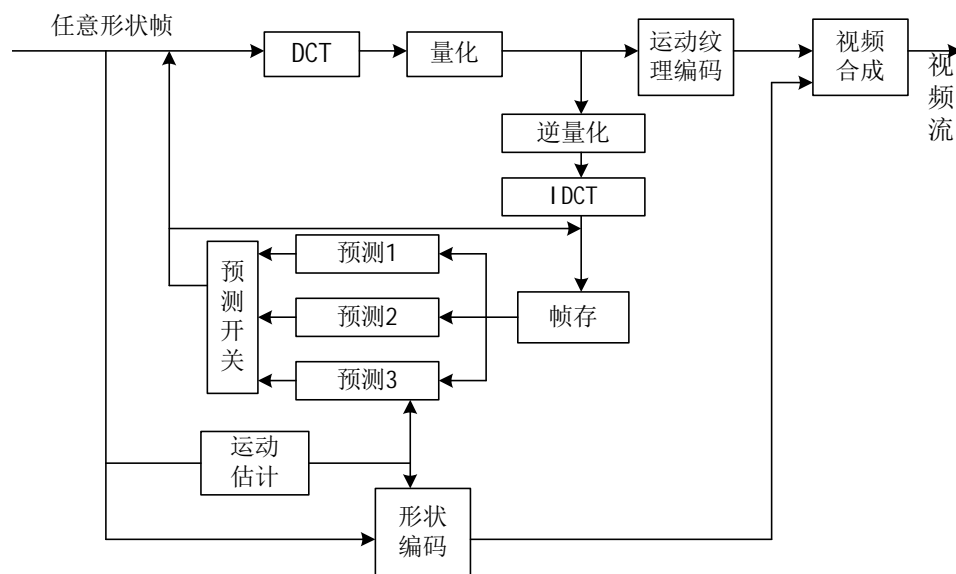 任意形状帧
DCT
量化
运动纹
理编码
视频
合成
视
频
流
逆量化
IDCT
预测1
预测2
预测3
预
测
开
关
帧存
运动
估计
形状
编码